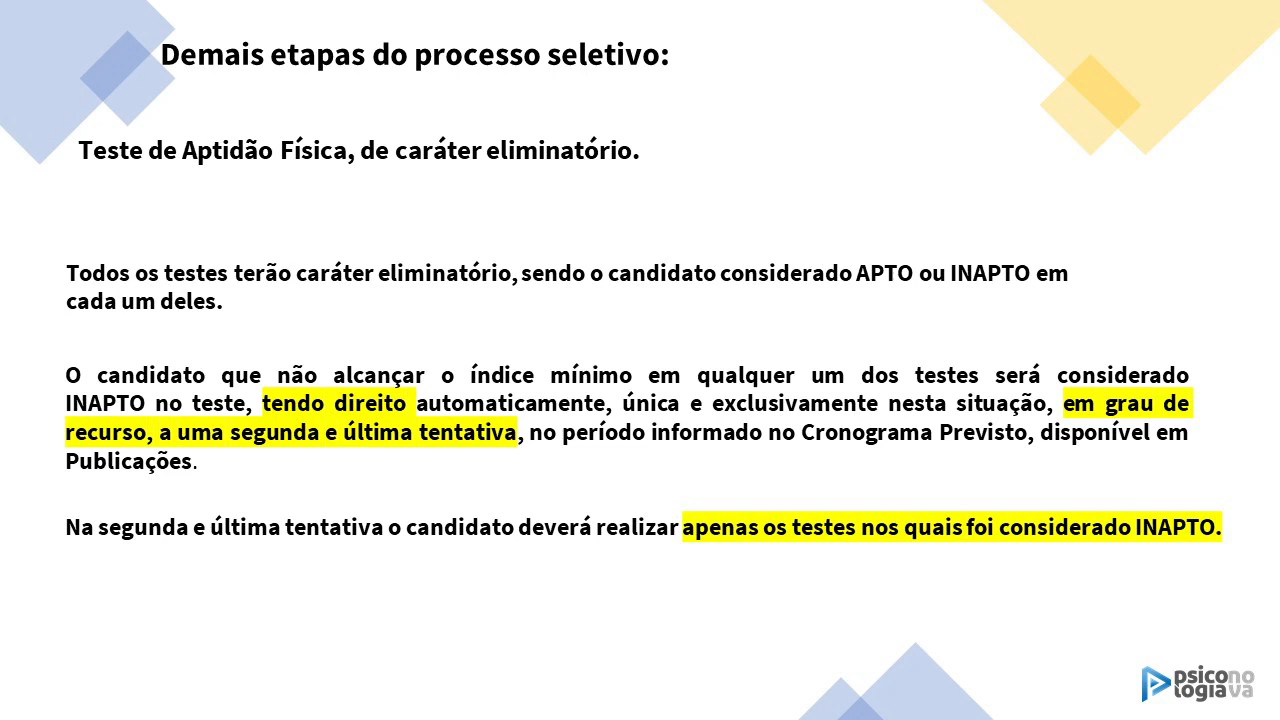 Demais etapas do processo seletivo:
Teste de Aptidão Física, de caráter eliminatório.
Todos os testes terão caráter eliminatório, sendo o candidato considerado APTO ou INAPTO em
cada um deles.
O candidato que não alcançar o índice mínimo em qualquer um dos testes será considerado
INAPTO no teste, tendo direito automaticamente, única e exclusivamente nesta situação, em grau de
recurso, a uma segunda e última tentativa, no período informado no Cronograma Previsto, disponível em
Publicações.
Na segunda e última tentativa o candidato deverá realizar apenas os testes nos quais foi considerado INAPTO.
psicono
logiava